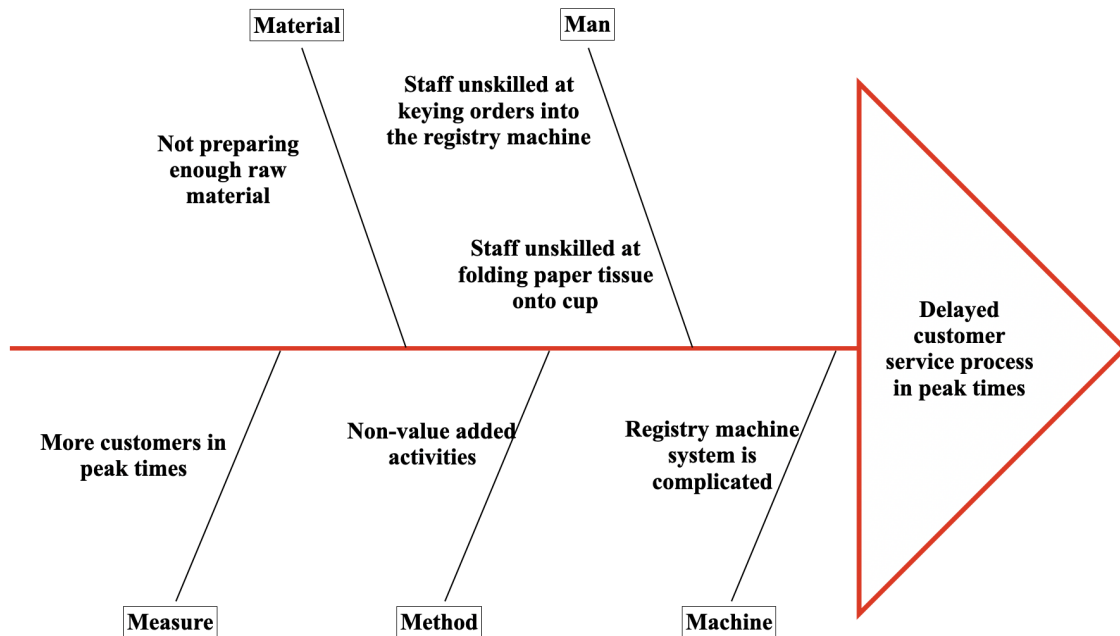 Material
Man
Staff unskilled at
keying orders into
the registry machine
Not preparing
enough raw
material
Staff unskilled at
folding paper tissue
onto cup
Delayed
customer
service process
in peak times
More customers in
peak times
Non-value added
activities
Registry machine
system is
complicated
Measure
Method
Machine